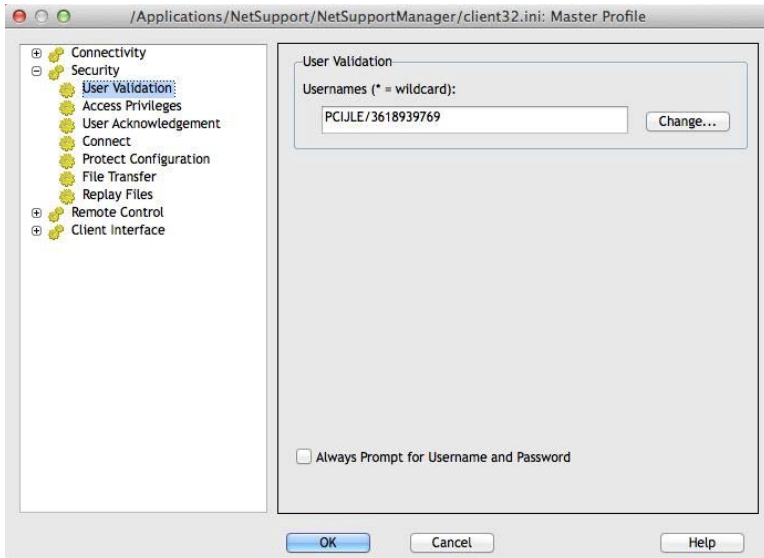 /Applications/NetSupport/NetSupportManager/client32.ini: Master Profile
Connectivity
Security
User Validation
Access Privileges
User Acknowledgement
Connect
Protect Configuration
File Transfer
Replay Files
Remote Control
Client Interface
User Validation
Usernames (* = wildcard):
PCIJLE/3618939769
Change...
Always Prompt for Username and Password
OK
Cancel
Help